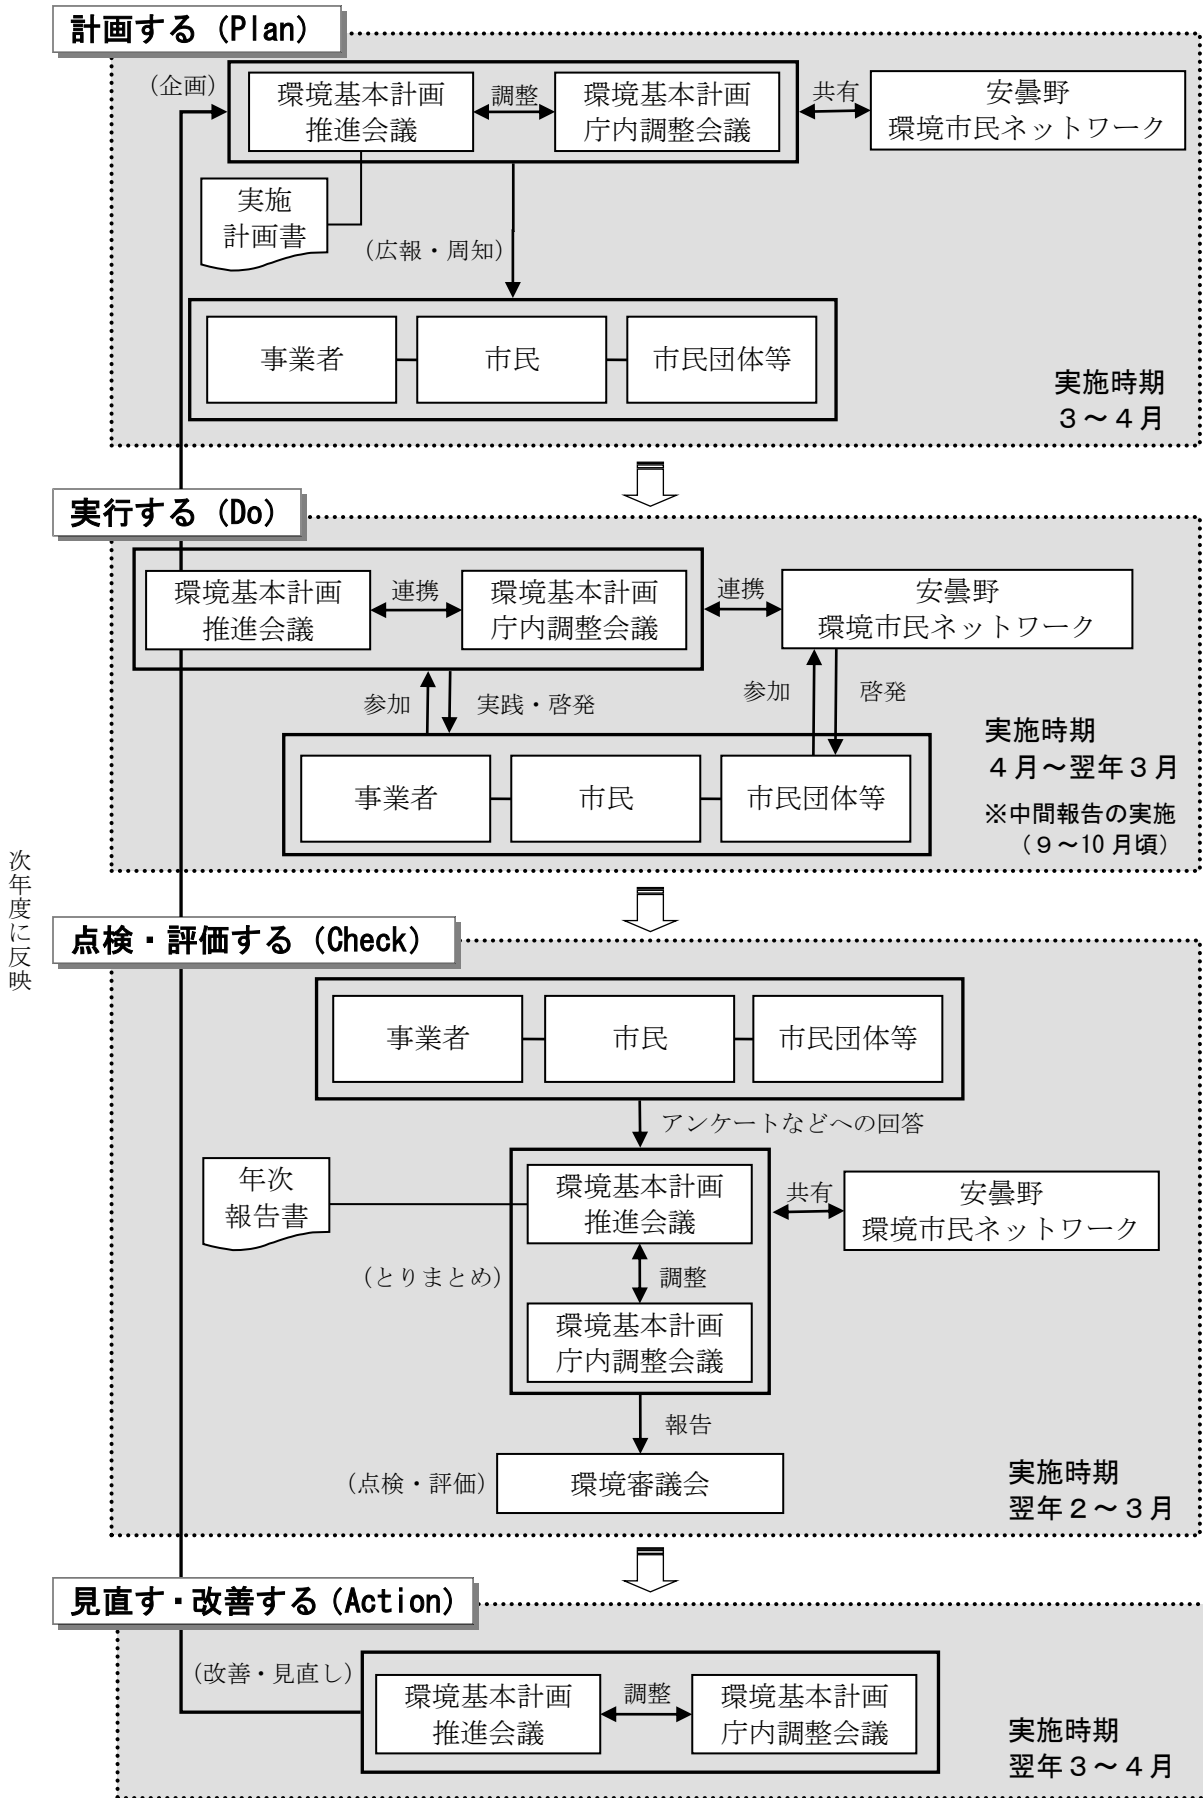 計画する（Plan）
（企画）
環境基本計画
推進会議
調整
環境基本計画
庁内調整会議
共有
安曇野
環境市民ネットワーク
実施
計画書
（広報・周知）
事業者
市民
市民団体等
実施時期
３～４月
実行する（Do）
環境基本計画
推進会議
連携
環境基本計画
庁内調整会議
連携
安曇野
環境市民ネットワーク
参加
実践・啓発
参加
啓発
事業者
市民
市民団体等
実施時期
４月～翌年３月
※中間報告の実施
（９～10 月頃）
次年度に反映
点検・評価する（Check）
事業者
市民
市民団体等
アンケートなどへの回答
年次
報告書
環境基本計画
推進会議
共有
安曇野
環境市民ネットワーク
（とりまとめ）
調整
環境基本計画
庁内調整会議
報告
（点検・評価）
環境審議会
実施時期
翌年２～３月
見直す・改善する（Action）
（改善・見直し）
環境基本計画
推進会議
調整
環境基本計画
庁内調整会議
実施時期
翌年３～４月